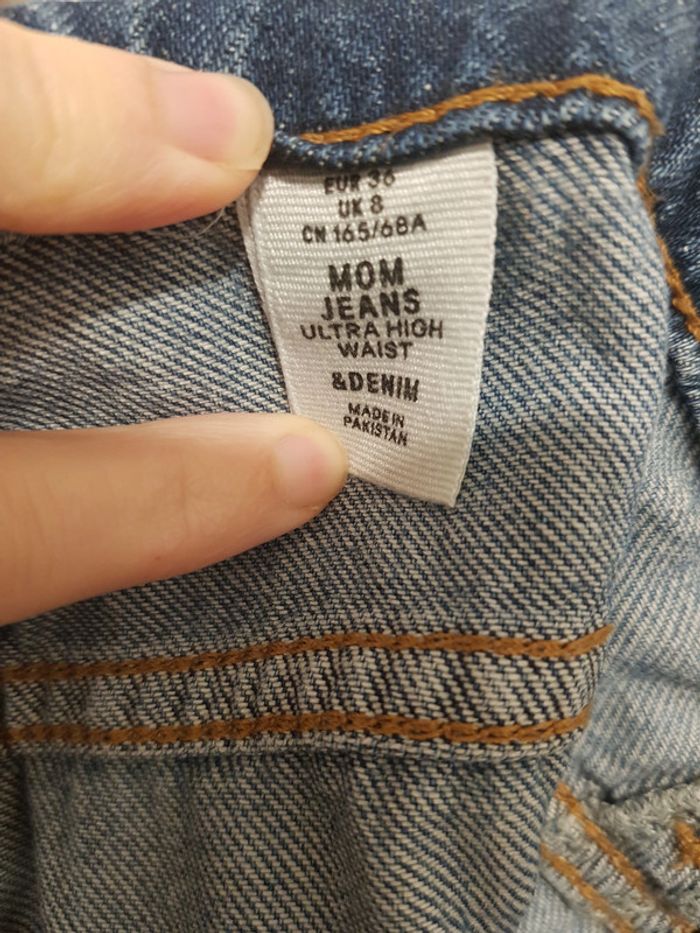 EUR 36
UK 8
CN 165/68A
MOM
JEANS
ULTRA HIGH
WAIST
&DENIM
MADE IN
PAKISTAN